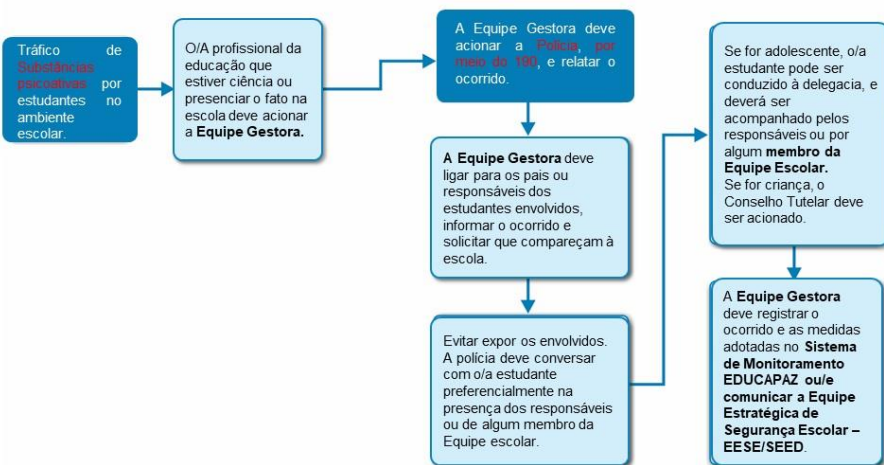 Tráfico de
Substâncias
psicoativas por
estudantes no
ambiente
escolar.
O/A profissional da
educação que
estiver ciência ou
presenciar o fato na
escola deve acionar
a Equipe Gestora.
A Equipe Gestora deve
acionar a Polícia, por
meio do 190, e relatar o
ocorrido.
A Equipe Gestora deve
ligar para os pais ou
responsáveis dos
estudantes envolvidos,
informar o ocorrido e
solicitar que compareçam à
escola.
Evitar expor os envolvidos.
A polícia deve conversar
com o/a estudante
preferencialmente na
presença dos responsáveis
ou de algum membro da
Equipe escolar.
Se for adolescente, o/a
estudante pode ser
conduzido à delegacia, e
deverá ser
acompanhado pelos
responsáveis ou por
algum membro da
Equipe Escolar.
Se for criança, o
Conselho Tutelar deve
ser acionado.
A Equipe Gestora
deve registrar o
ocorrido e as medidas
adotadas no Sistema
de Monitoramento
EDUCAPAZ ou/e
comunicar a Equipe
Estratégica de
Segurança Escolar –
EESE/SEED.